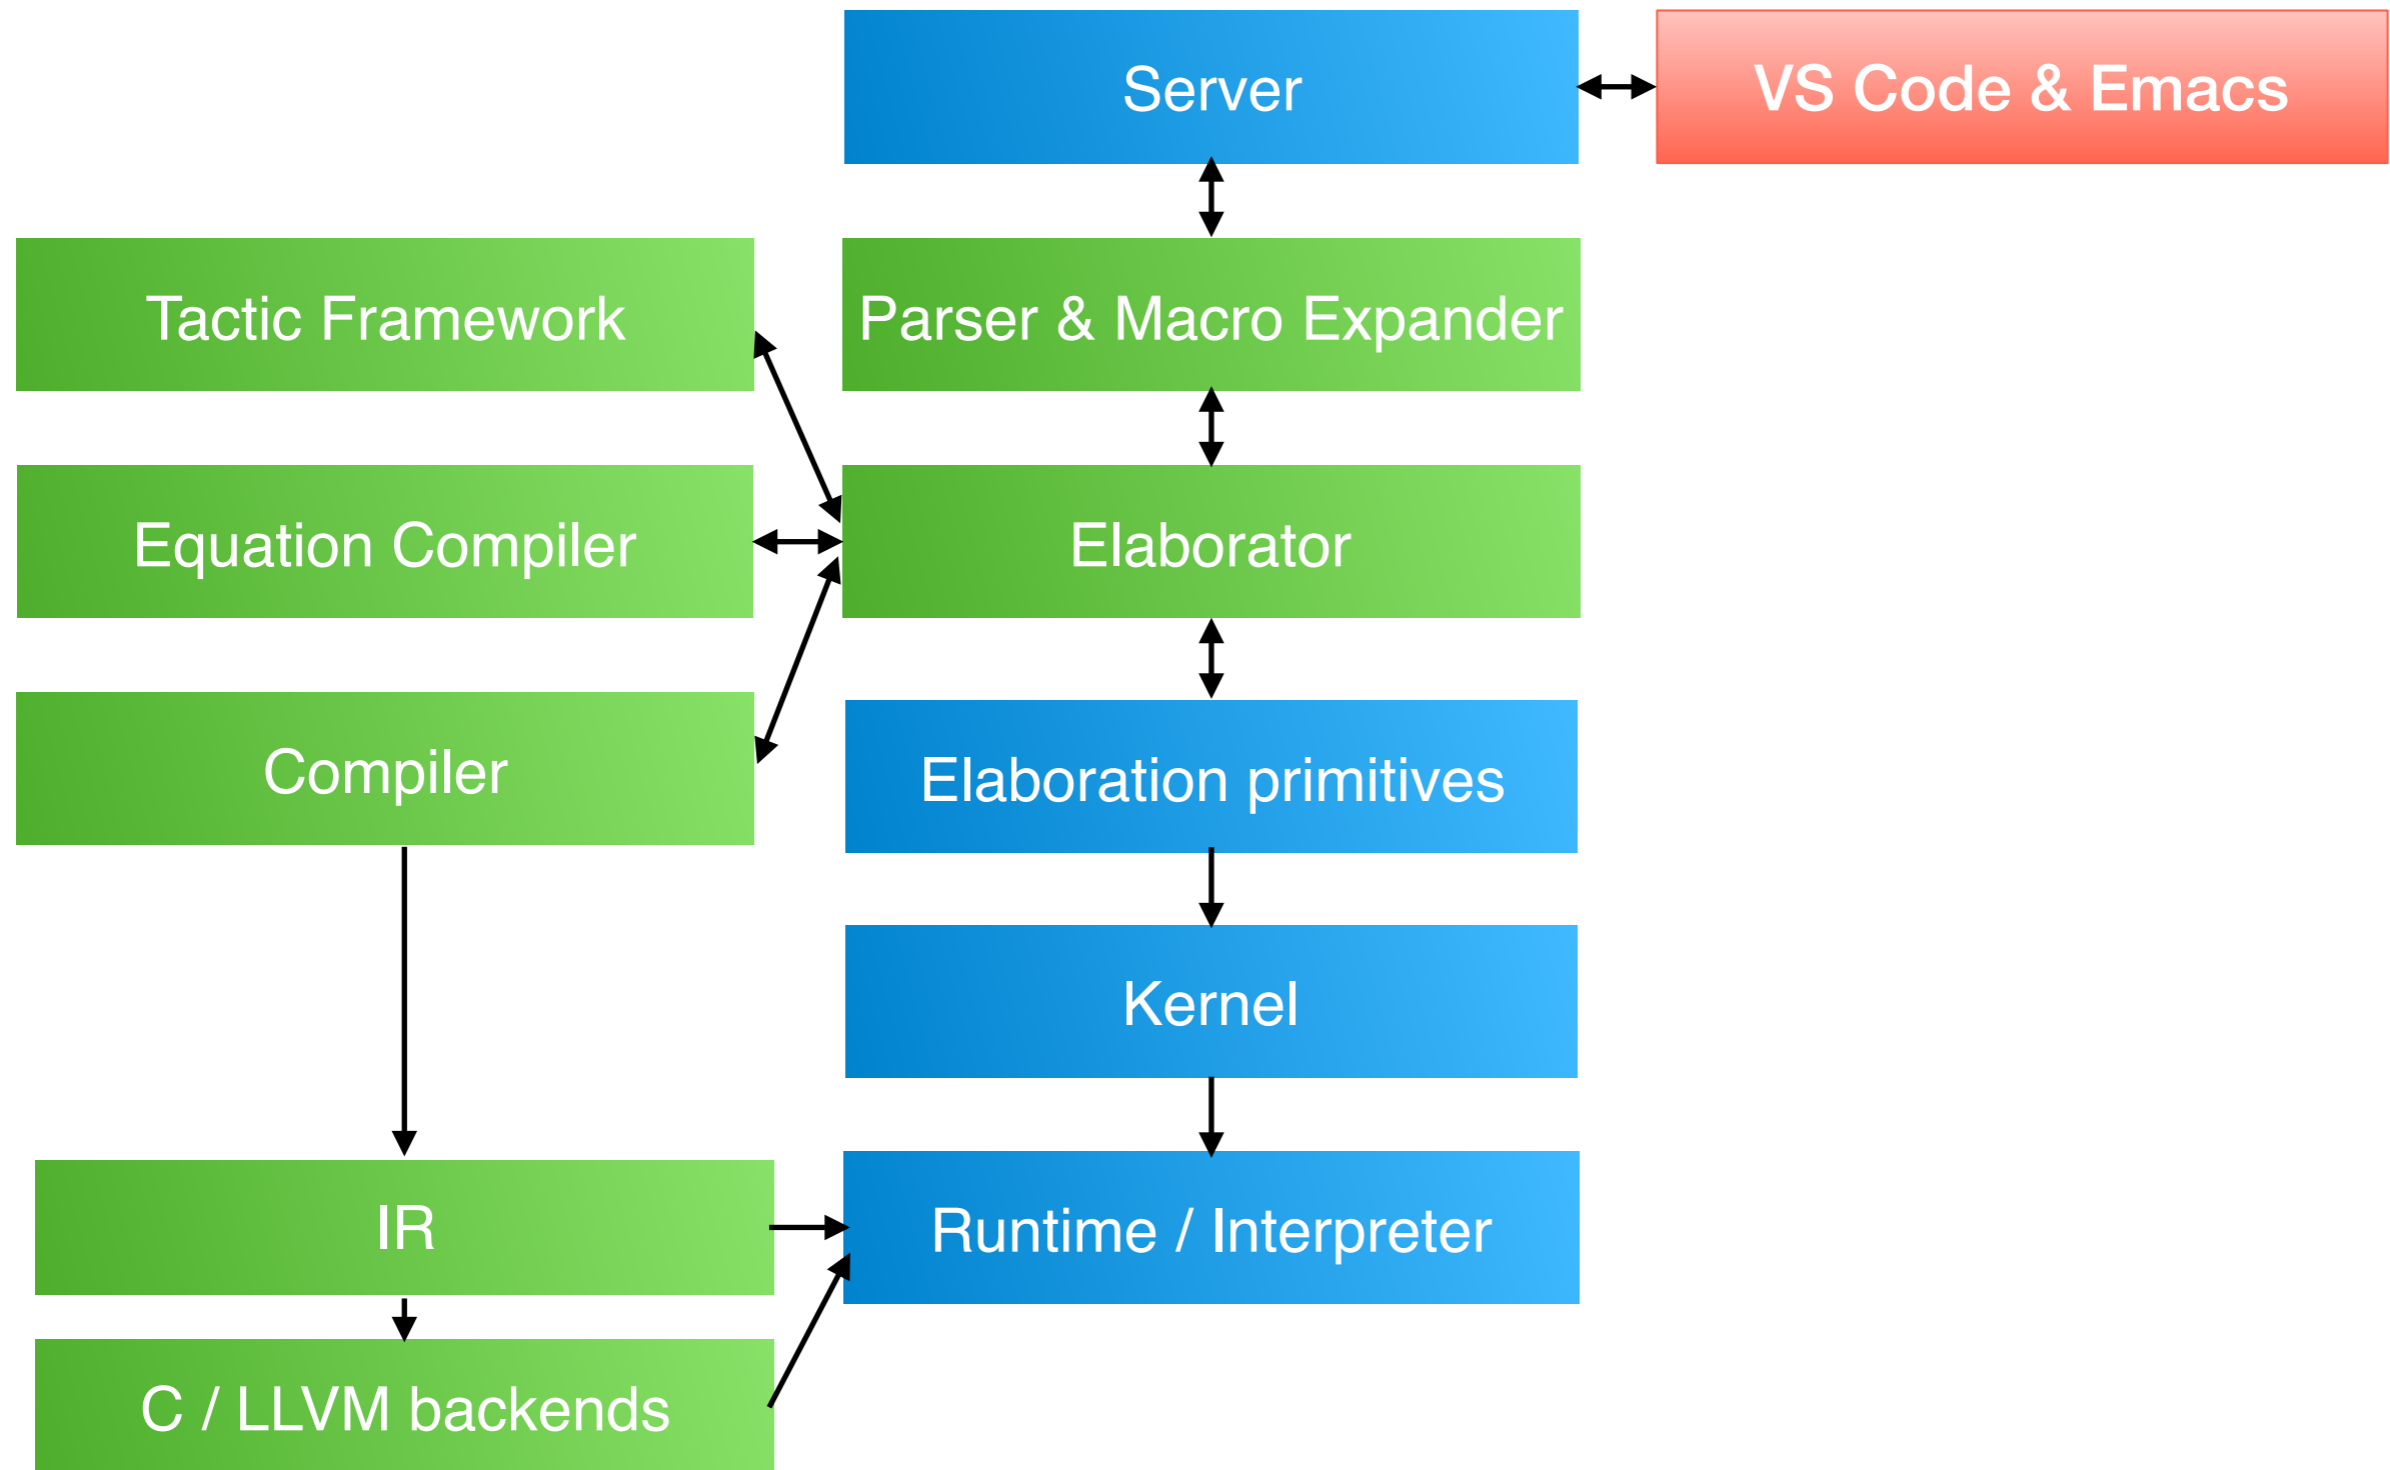 Server
VS Code & Emacs
Tactic Framework
Parser & Macro Expander
Equation Compiler
Elaborator
Compiler
Elaboration primitives
Kernel
IR
Runtime / Interpreter
C / LLVM backends